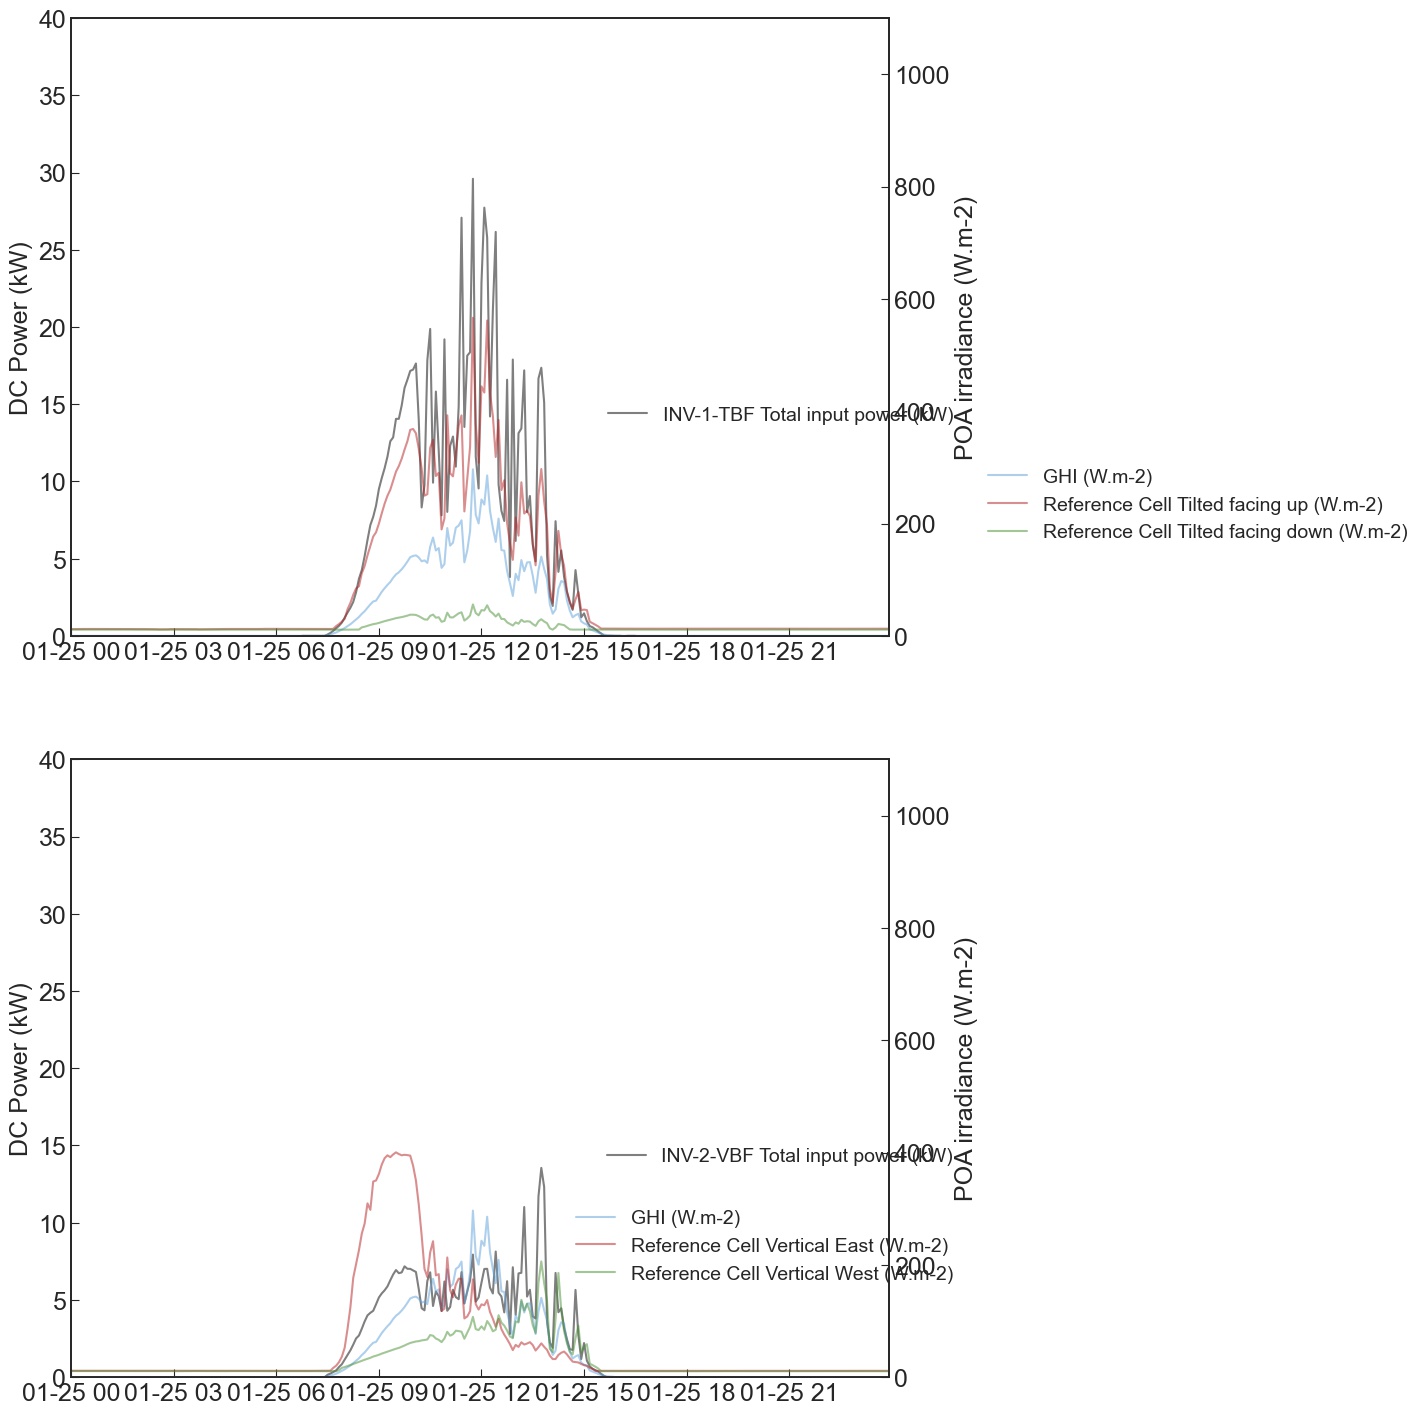 40
35
30
25
20
15
10
5
0
DC Power (kW)
1000
800
600
400
200
0
POA irradiance (W.m-2)
INV-1-TBF Total input power (kW)
GHI (W.m-2)
Reference Cell Tilted facing up (W.m-2)
Reference Cell Tilted facing down (W.m-2)
01-25 00 01-25 03 01-25 06 01-25 09 01-25 12 01-25 15 01-25 18 01-25 21
40
35
30
25
20
15
10
5
0
DC Power (kW)
1000
800
600
400
200
0
POA irradiance (W.m-2)
INV-2-VBF Total input power (kW)
GHI (W.m-2)
Reference Cell Vertical East (W.m-2)
Reference Cell Vertical West (W.m-2)
01-25 00 01-25 03 01-25 06 01-25 09 01-25 12 01-25 15 01-25 18 01-25 21